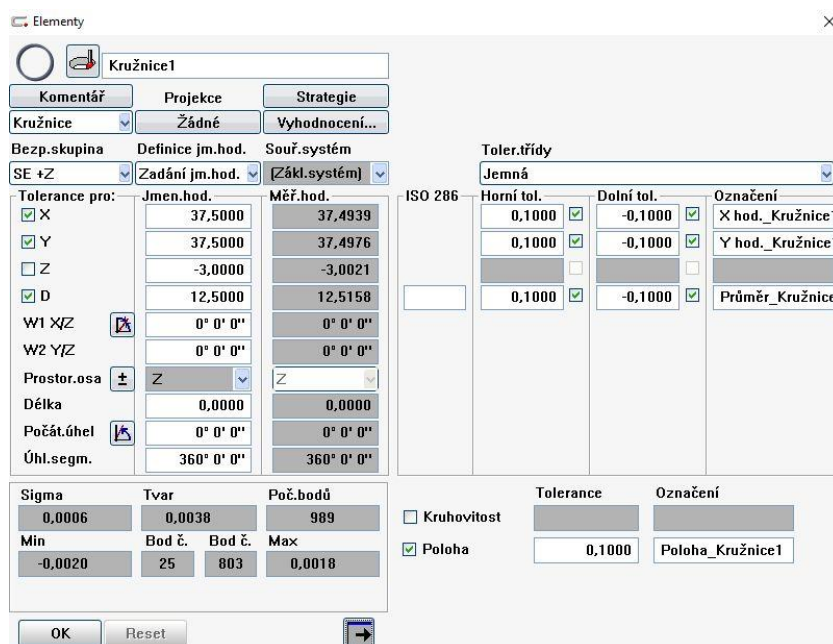 Elementy
Kružnice1
Komentář Projekce Strategie
Kružnice Žádné Vyhodnocení...
Bezp.skupina Definice jm.hod. Souř.systém Toler.třídy
SE +Z Zadání jm.hod. (Zákl.systém) Jemná
Tolerance pro: Jmen.hod. Měř.hod. ISO 286 Horní tol. Dolní tol. Označení
X 37,5000 37,4939 0,1000 -0,1000 X hod._Kružnice1
Y 37,5000 37,4976 0,1000 -0,1000 Y hod._Kružnice1
Z -3,0000 -3,0021
D 12,5000 12,5158 0,1000 -0,1000 Průměr_Kružnice
W1 X/Z 0° 0' 0" 0° 0' 0"
W2 Y/Z 0° 0' 0" 0° 0' 0"
Prostor.osa ± Z Z
Délka 0,0000 0,0000
Počát.úhel 0° 0' 0" 0° 0' 0"
Úhl.segm. 360° 0' 0" 360° 0' 0"
Sigma Tvar Poč.bodů Tolerance Označení
0,0006 0,0038 989 Kruhovitost
Min Bod č. Bod č. Max
-0,0020 25 803 0,0018 Poloha 0,1000 Poloha_Kružnice1
OK Reset